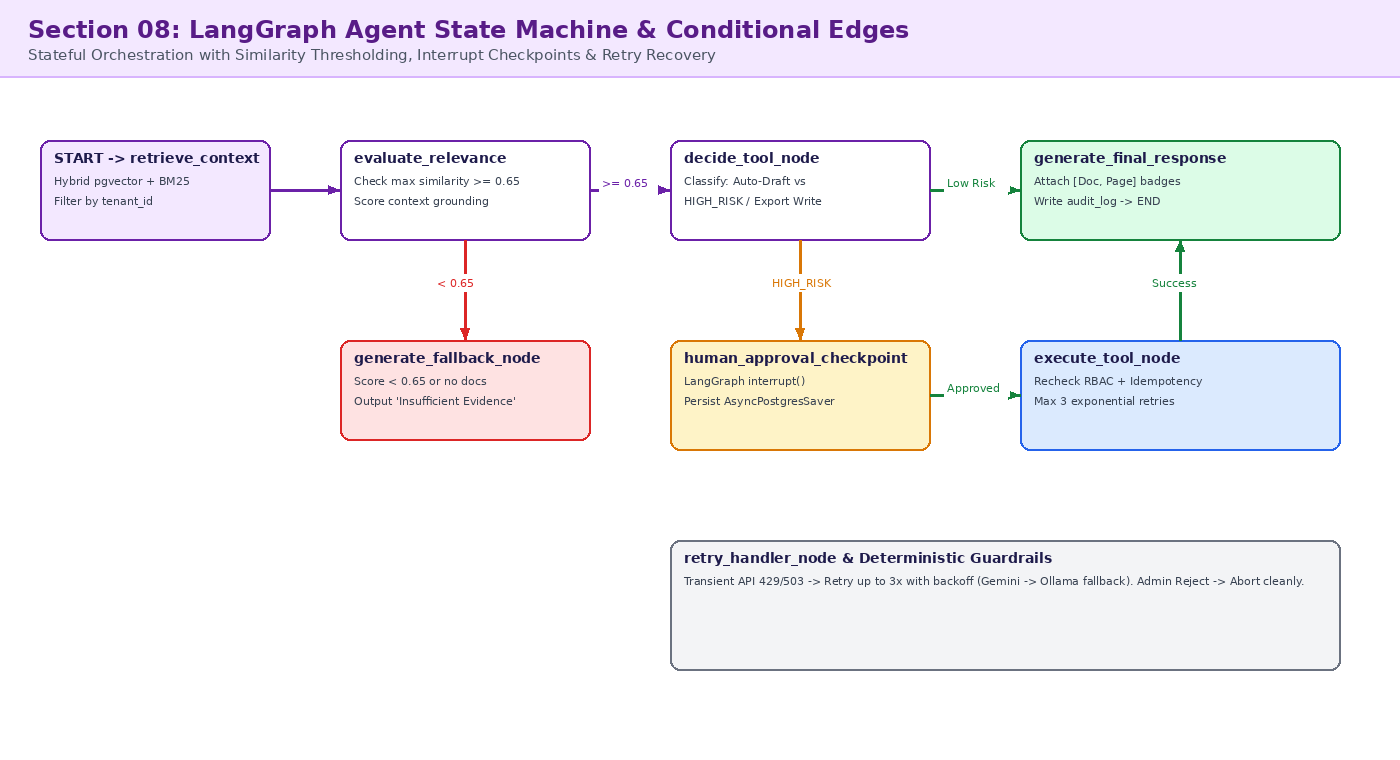 Section 08: LangGraph Agent State Machine & Conditional Edges
Stateful Orchestration with Similarity Thresholding, Interrupt Checkpoints & Retry Recovery
START -> retrieve_context
Hybrid pgvector + BM25
Filter by tenant_id
evaluate_relevance
Check max similarity >= 0.65
Score context grounding
>= 0.65
decide_tool_node
Classify: Auto-Draft vs
HIGH_RISK / Export Write
Low Risk
generate_final_response
Attach [Doc, Page] badges
Write audit_log -> END
< 0.65
HIGH_RISK
Success
generate_fallback_node
Score < 0.65 or no docs
Output 'Insufficient Evidence'
human_approval_checkpoint
LangGraph interrupt()
Persist AsyncPostgresSaver
Approved
execute_tool_node
Recheck RBAC + Idempotency
Max 3 exponential retries
retry_handler_node & Deterministic Guardrails
Transient API 429/503 -> Retry up to 3x with backoff (Gemini -> Ollama fallback). Admin Reject -> Abort cleanly.